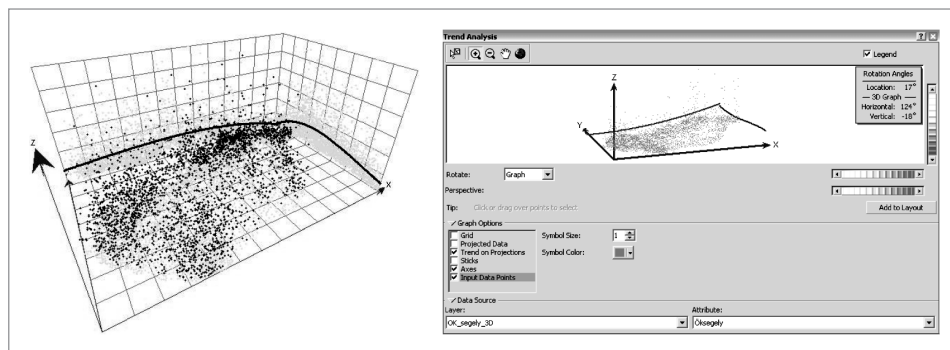 Z
X
Trend Analysis
Legend
Rotation Angles
Location: 17°
3D Graph
Horizontal: 124°
Vertical: -18°
Z
Y
X
Rotate: Graph
Perspective:
Tip: Click or drag over points to select
Add to Layout
Graph Options
Grid
Projected Data
Trend on Projections
Sticks
Axes
Input Data Points
Symbol Size: 1
Symbol Color:
Data Source
Layer:
OK_segely_3D
Attribute:
Öksegely